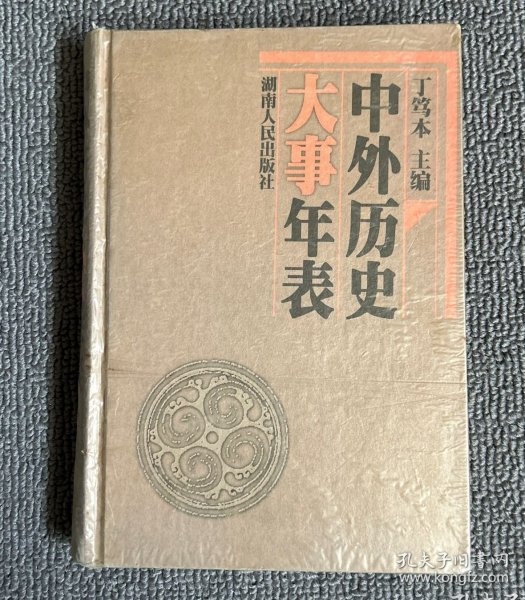 丁笃本 主编
中外历史
大事年表
湖南人民出版社
孔夫子旧书网
www.kongfz.com